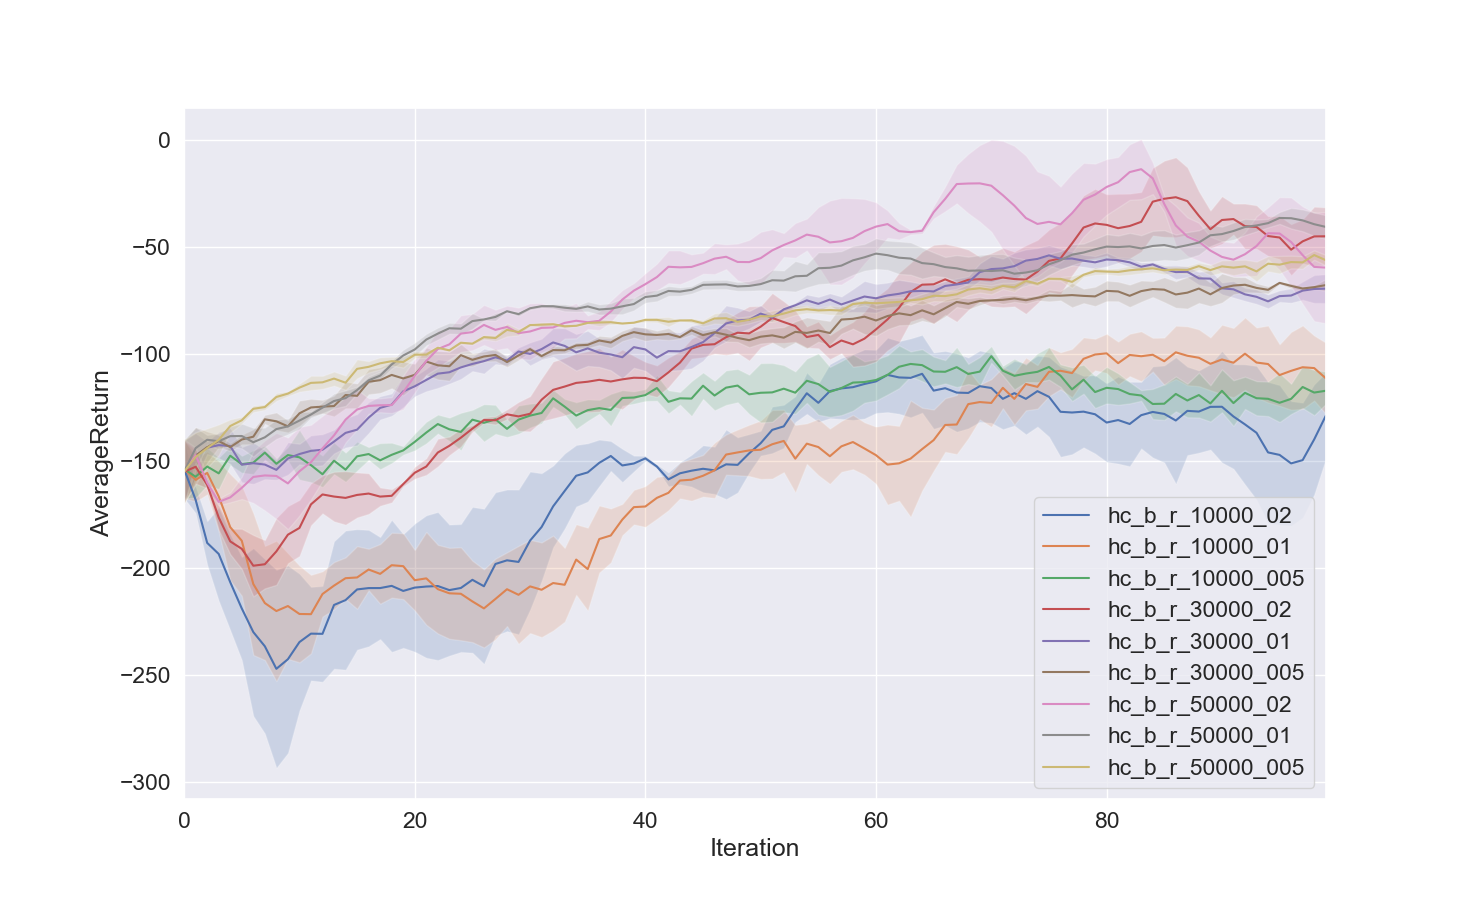 0
−50
−100
−150
−200
−250
−300
AverageReturn
0 20 40 60 80
Iteration
hc_b_r_10000_02
hc_b_r_10000_01
hc_b_r_10000_005
hc_b_r_30000_02
hc_b_r_30000_01
hc_b_r_30000_005
hc_b_r_50000_02
hc_b_r_50000_01
hc_b_r_50000_005